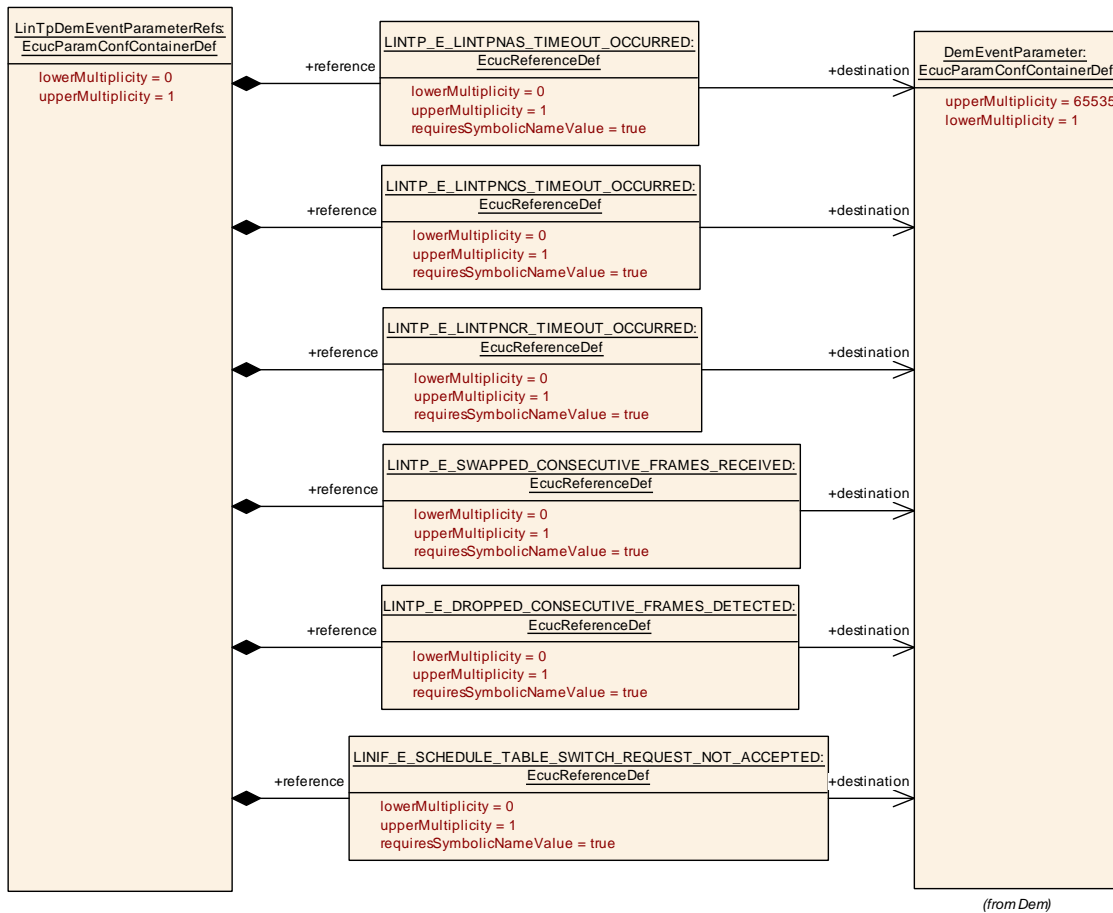 LinTpDemEventParameterRefs:
EcucParamConfContainerDef
lowerMultiplicity = 0
upperMultiplicity = 1
+reference
LINTP_E_LINTPNAS_TIMEOUT_OCCURRED:
EcucReferenceDef
lowerMultiplicity = 0
upperMultiplicity = 1
requiresSymbolicNameValue = true
+destination
DemEventParameter:
EcucParamConfContainerDef
upperMultiplicity = 65535
lowerMultiplicity = 1
+reference
LINTP_E_LINTPNCS_TIMEOUT_OCCURRED:
EcucReferenceDef
lowerMultiplicity = 0
upperMultiplicity = 1
requiresSymbolicNameValue = true
+destination
+reference
LINTP_E_LINTPNCR_TIMEOUT_OCCURRED:
EcucReferenceDef
lowerMultiplicity = 0
upperMultiplicity = 1
requiresSymbolicNameValue = true
+destination
+reference
LINTP_E_SWAPPED_CONSECUTIVE_FRAMES_RECEIVED:
EcucReferenceDef
lowerMultiplicity = 0
upperMultiplicity = 1
requiresSymbolicNameValue = true
+destination
+reference
LINTP_E_DROPPED_CONSECUTIVE_FRAMES_DETECTED:
EcucReferenceDef
lowerMultiplicity = 0
upperMultiplicity = 1
requiresSymbolicNameValue = true
+destination
+reference
LINIF_E_SCHEDULE_TABLE_SWITCH_REQUEST_NOT_ACCEPTED:
EcucReferenceDef
lowerMultiplicity = 0
upperMultiplicity = 1
requiresSymbolicNameValue = true
+destination
(from Dem)